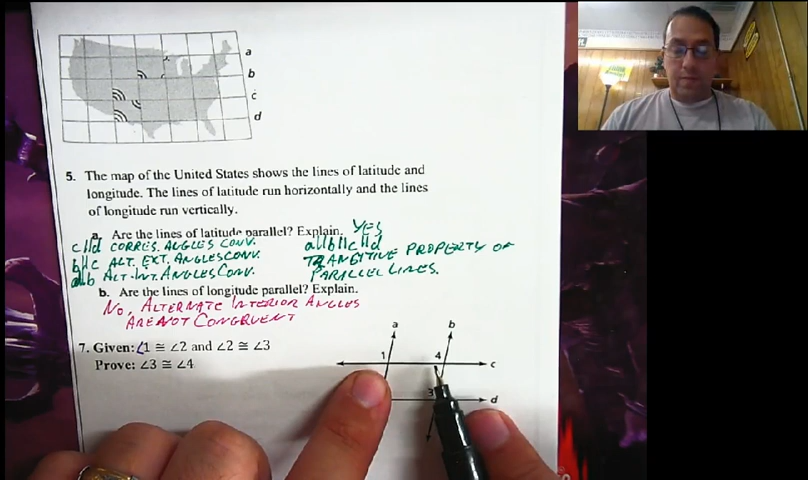 a
b
c
d
5. The map of the United States shows the lines of latitude and
longitude. The lines of latitude run horizontally and the lines
of longitude run vertically.
a. Are the lines of latitude parallel? Explain. YES
c||d CORRES. ANGLES CONV.
b||c ALT. EXT. ANGLES CONV.
a||b ALT. INT. ANGLES CONV.
a||b||c||d
TRANSITIVE PROPERTY OF
PARALLEL LINES.
b. Are the lines of longitude parallel? Explain.
NO, ALTERNATE INTERIOR ANGLES
ARE NOT CONGRUENT
7. Given: ∠1 ≅ ∠2 and ∠2 ≅ ∠3
Prove: ∠3 ≅ ∠4
a b
1 4 c
3 d